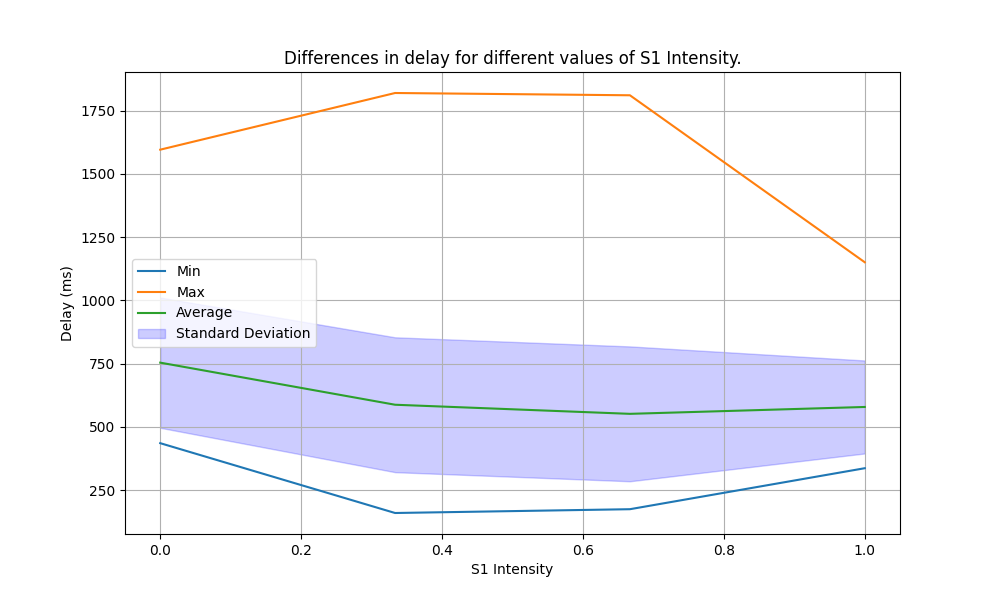 Differences in delay for different values of S1 Intensity.
1750
1500
1250
1000
750
500
250
Delay (ms)
Min
Max
Average
Standard Deviation
0.0 0.2 0.4 0.6 0.8 1.0
S1 Intensity